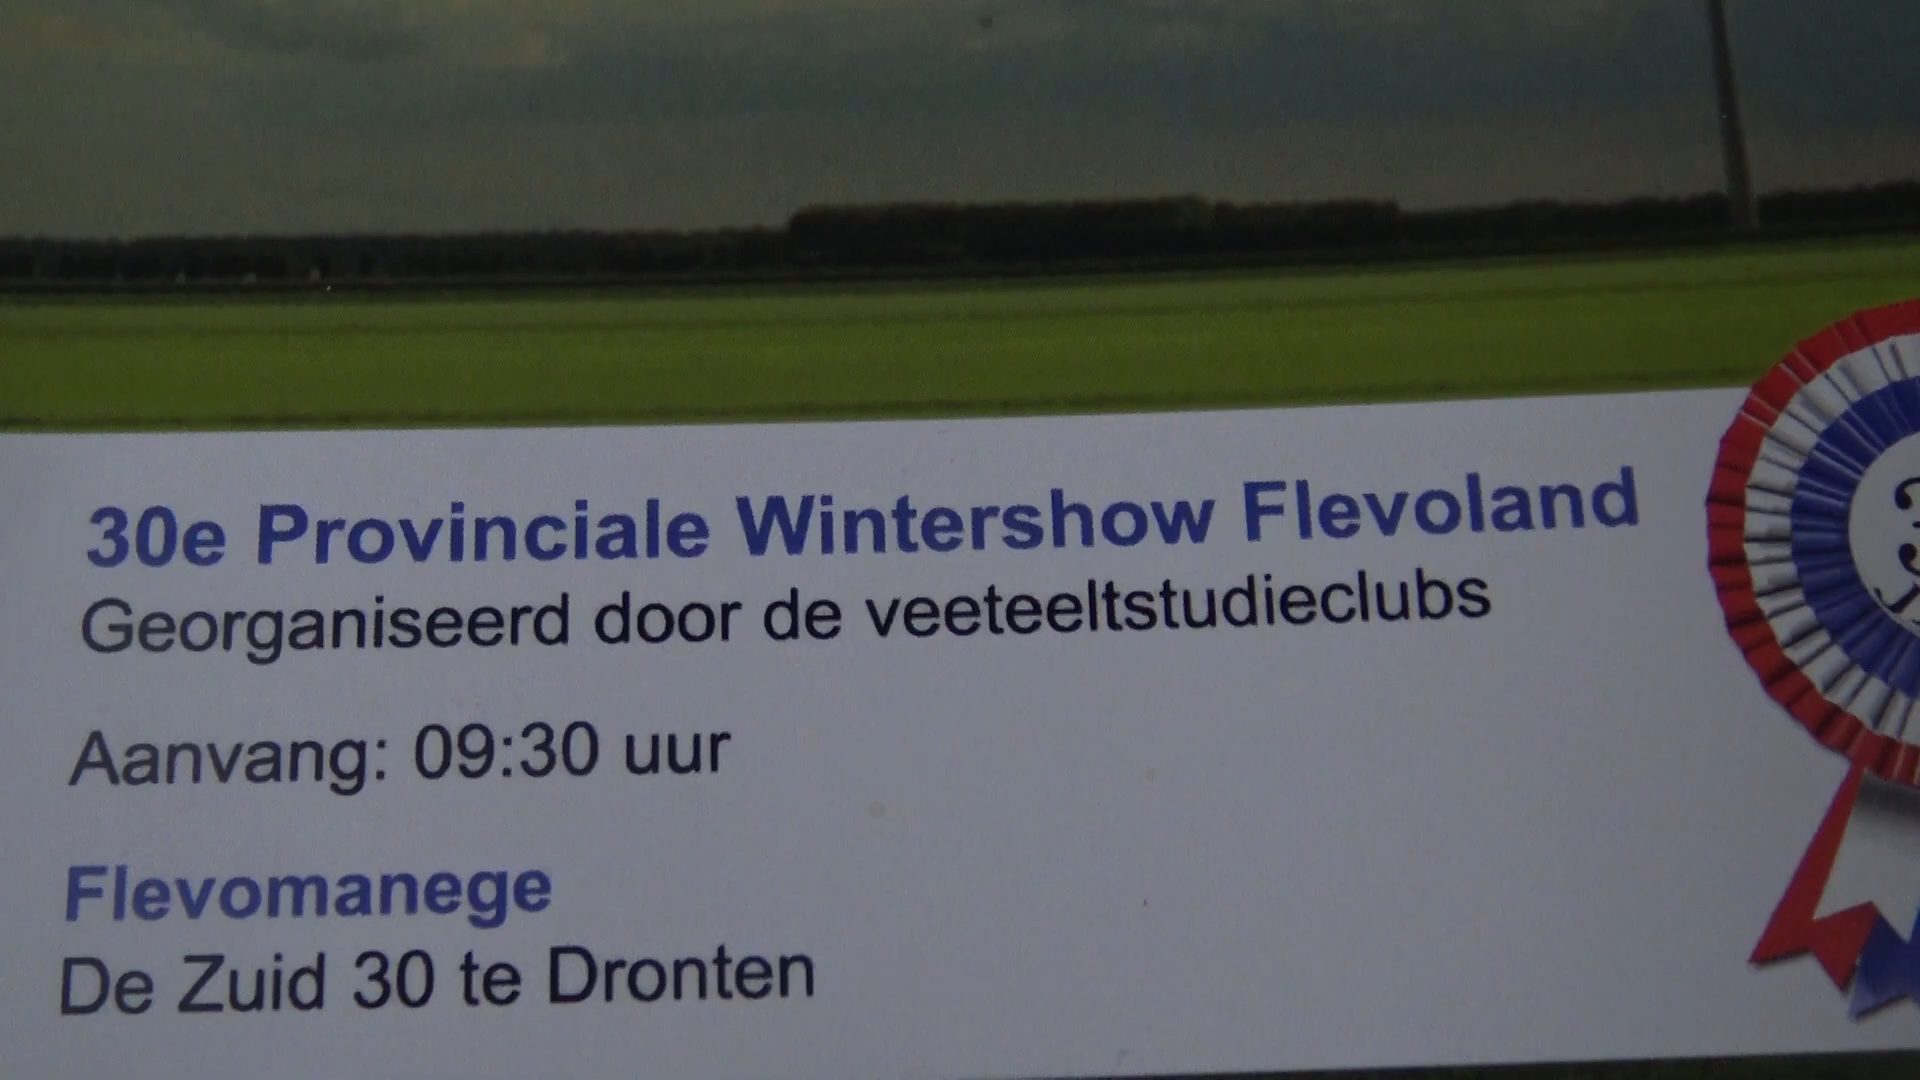 30e Provinciale Wintershow Flevoland
Georganiseerd door de veeteeltstudieclubs
Aanvang: 09:30 uur
Flevomanege
De Zuid 30 te Dronten